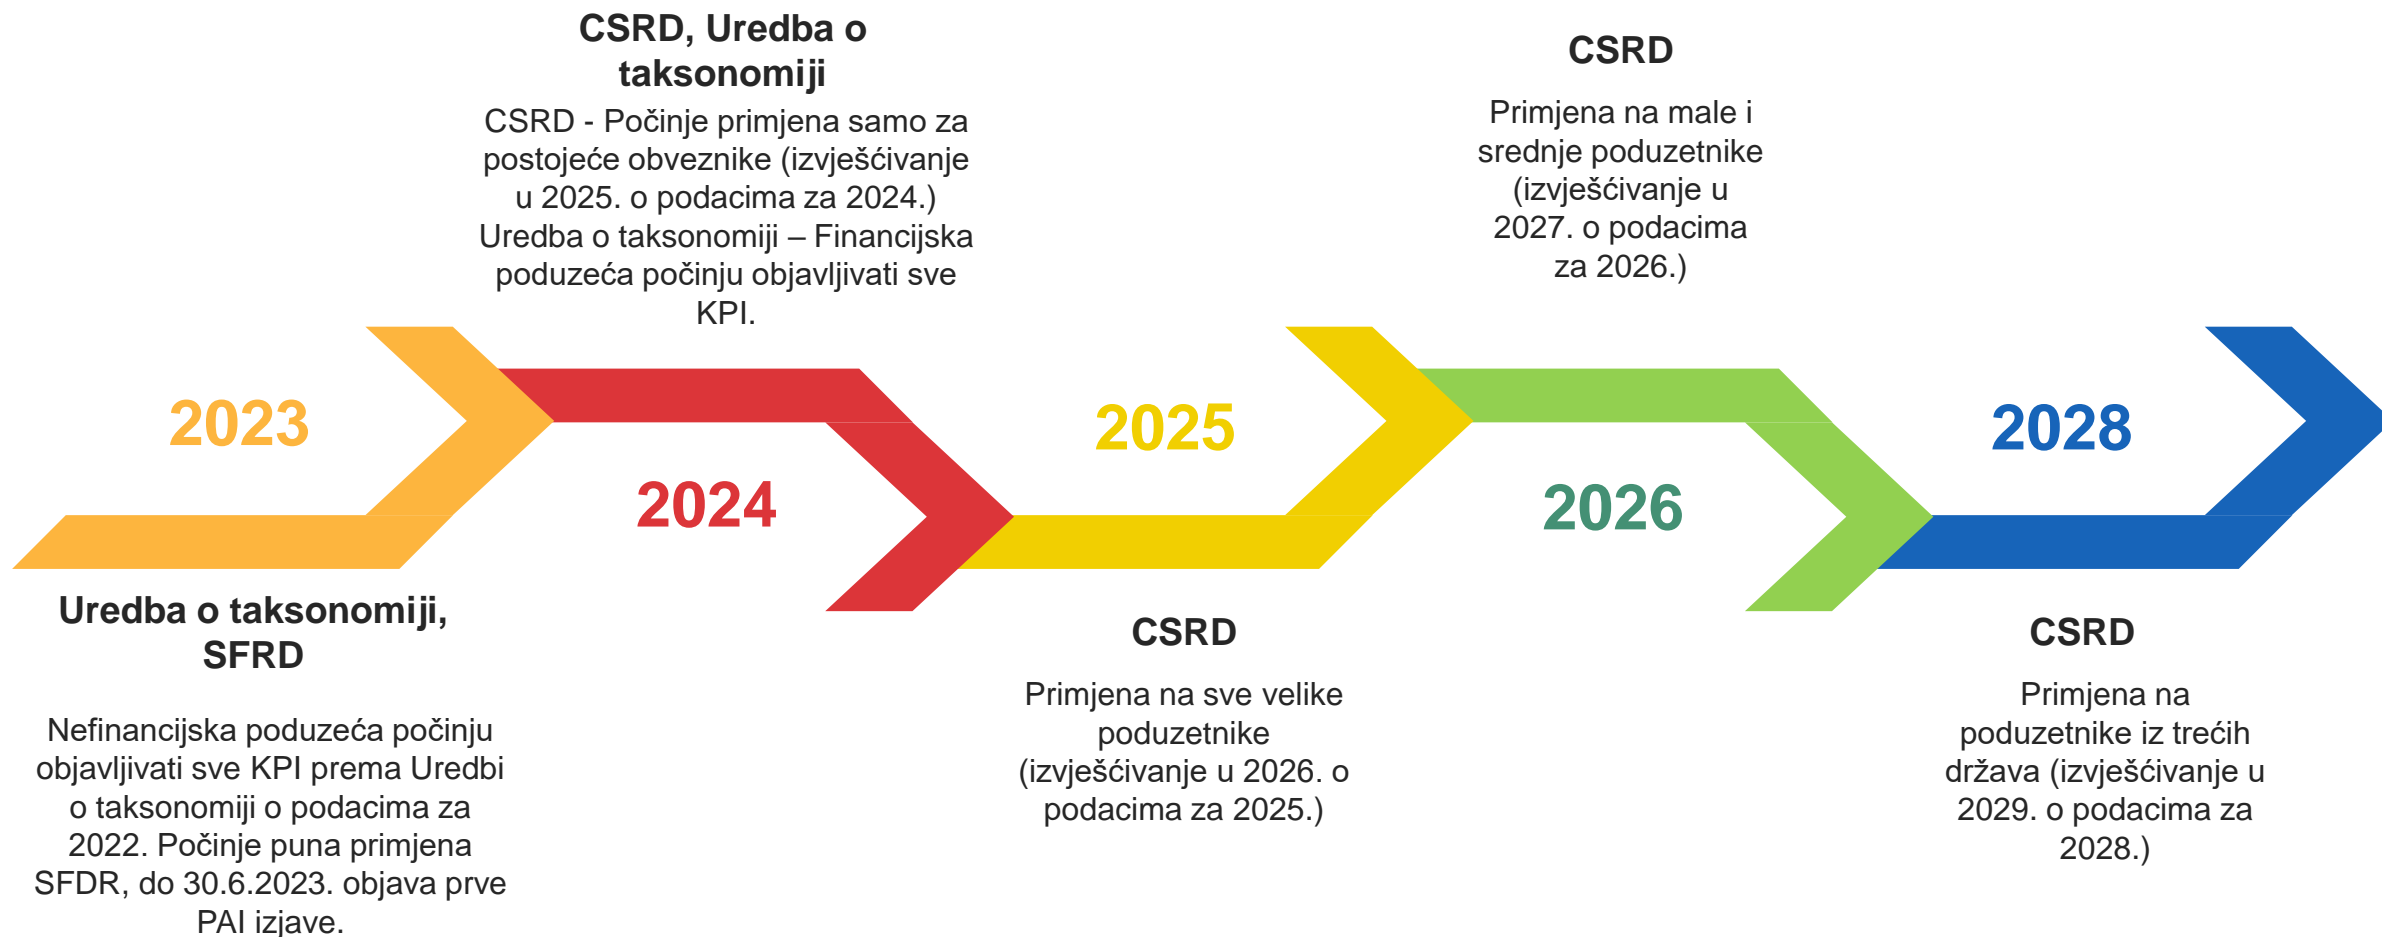 2023
Uredba o taksonomiji,
SFRD
Nefinancijska poduzeća počinju
objavljivati sve KPI prema Uredbi
o taksonomiji o podacima za
2022. Počinje puna primjena
SFDR, do 30.6.2023. objava prve
PAI izjave.
CSRD, Uredba o
taksonomiji
CSRD - Počinje primjena samo za
postojeće obveznike (izvješćivanje
u 2025. o podacima za 2024.)
Uredba o taksonomiji – Financijska
poduzeća počinju objavljivati sve
KPI.
2024
2025
CSRD
Primjena na sve velike
poduzetnike
(izvješćivanje u 2026. o
podacima za 2025.)
CSRD
Primjena na male i
srednje poduzetnike
(izvješćivanje u
2027. o podacima
za 2026.)
2026
2028
CSRD
Primjena na
poduzetnike iz trećih
država (izvješćivanje u
2029. o podacima za
2028.)